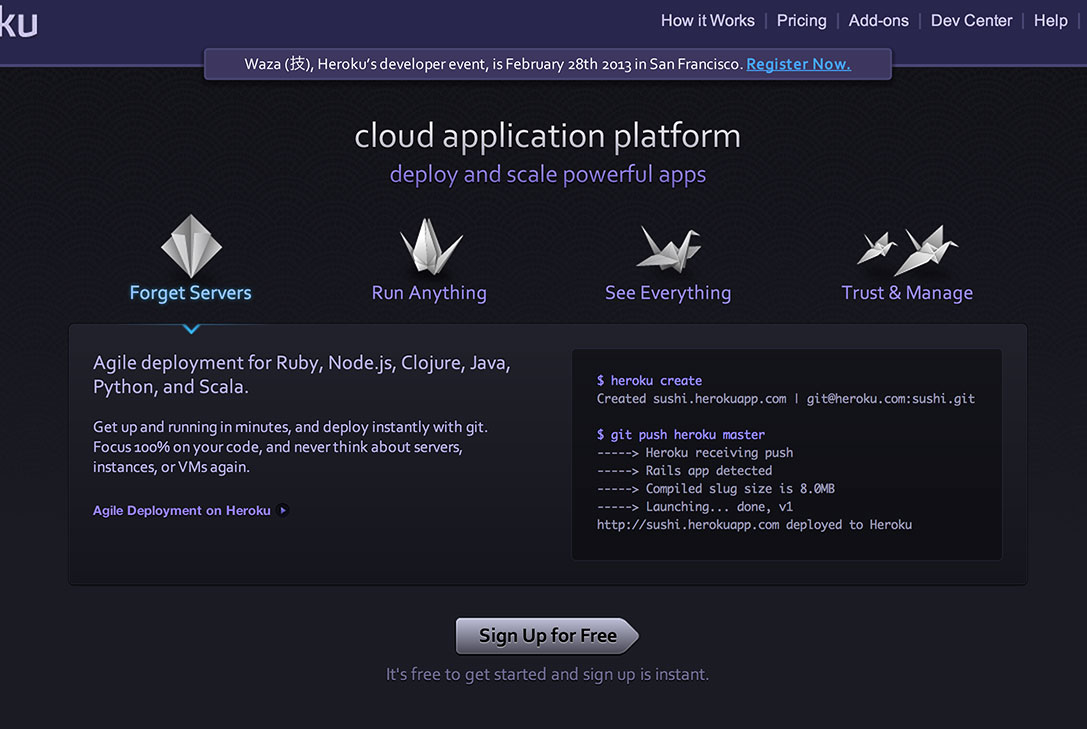 ku
How it Works | Pricing | Add-ons | Dev Center | Help
Waza (技), Heroku's developer event, is February 28th 2013 in San Francisco. Register Now.
cloud application platform
deploy and scale powerful apps
Forget Servers
Run Anything
See Everything
Trust & Manage
Agile deployment for Ruby, Node.js, Clojure, Java,
Python, and Scala.
Get up and running in minutes, and deploy instantly with git.
Focus 100% on your code, and never think about servers,
instances, or VMs again.
Agile Deployment on Heroku
$ heroku create
Created sushi.herokuapp.com | git@heroku.com:sushi.git
$ git push heroku master
-----> Heroku receiving push
-----> Rails app detected
-----> Compiled slug size is 8.0MB
-----> Launching... done, v1
http://sushi.herokuapp.com deployed to Heroku
Sign Up for Free
It's free to get started and sign up is instant.